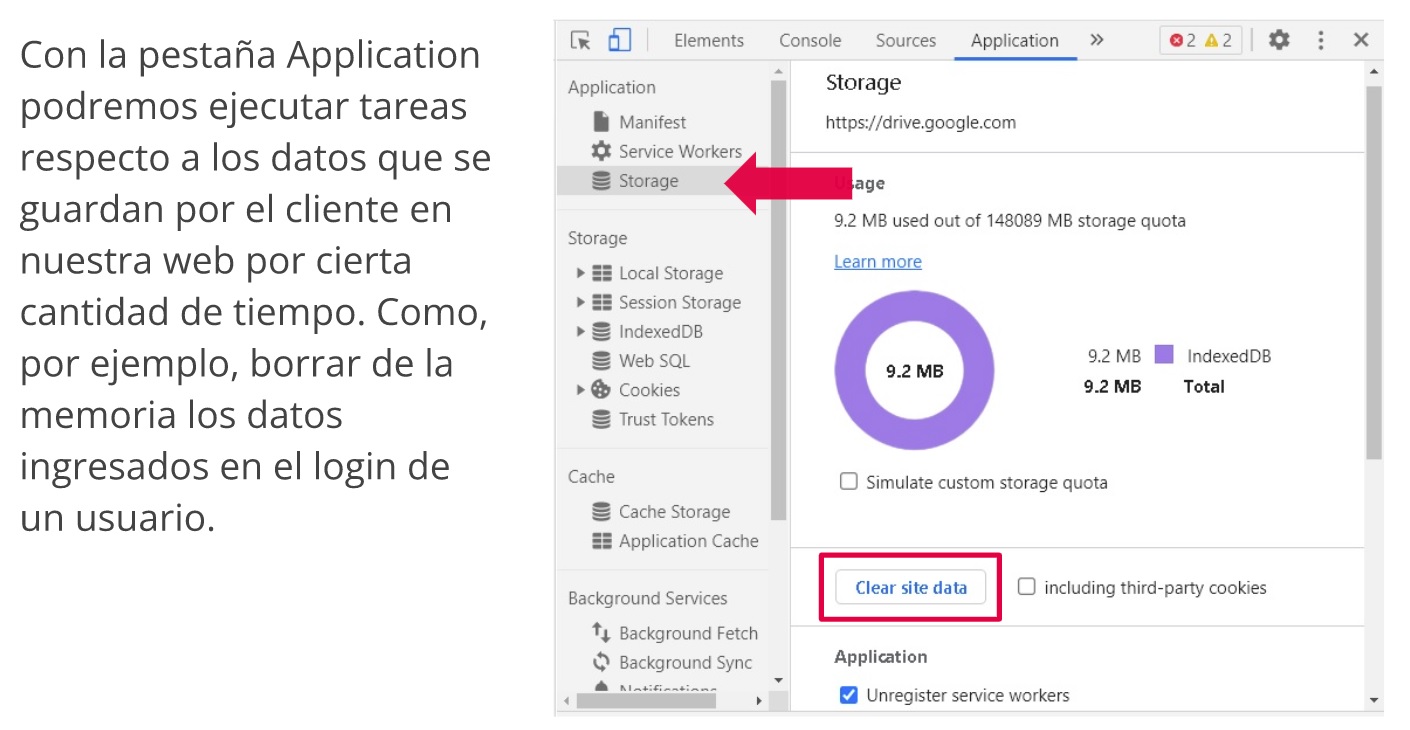 Con la pestaña Application
podremos ejecutar tareas
respecto a los datos que se
guardan por el cliente en
nuestra web por cierta
cantidad de tiempo. Como,
por ejemplo, borrar de la
memoria los datos
ingresados en el login de
un usuario.
Elements Console Sources Application » 2 2
Application
Manifest
Service Workers
Storage
Storage
Local Storage
Session Storage
IndexedDB
Web SQL
Cookies
Trust Tokens
Cache
Cache Storage
Application Cache
Background Services
Background Fetch
Background Sync
Notifications
Storage
https://drive.google.com
Usage
9.2 MB used out of 148089 MB storage quota
Learn more
9.2 MB
9.2 MB IndexedDB
9.2 MB Total
Simulate custom storage quota
Clear site data including third-party cookies
Application
Unregister service workers